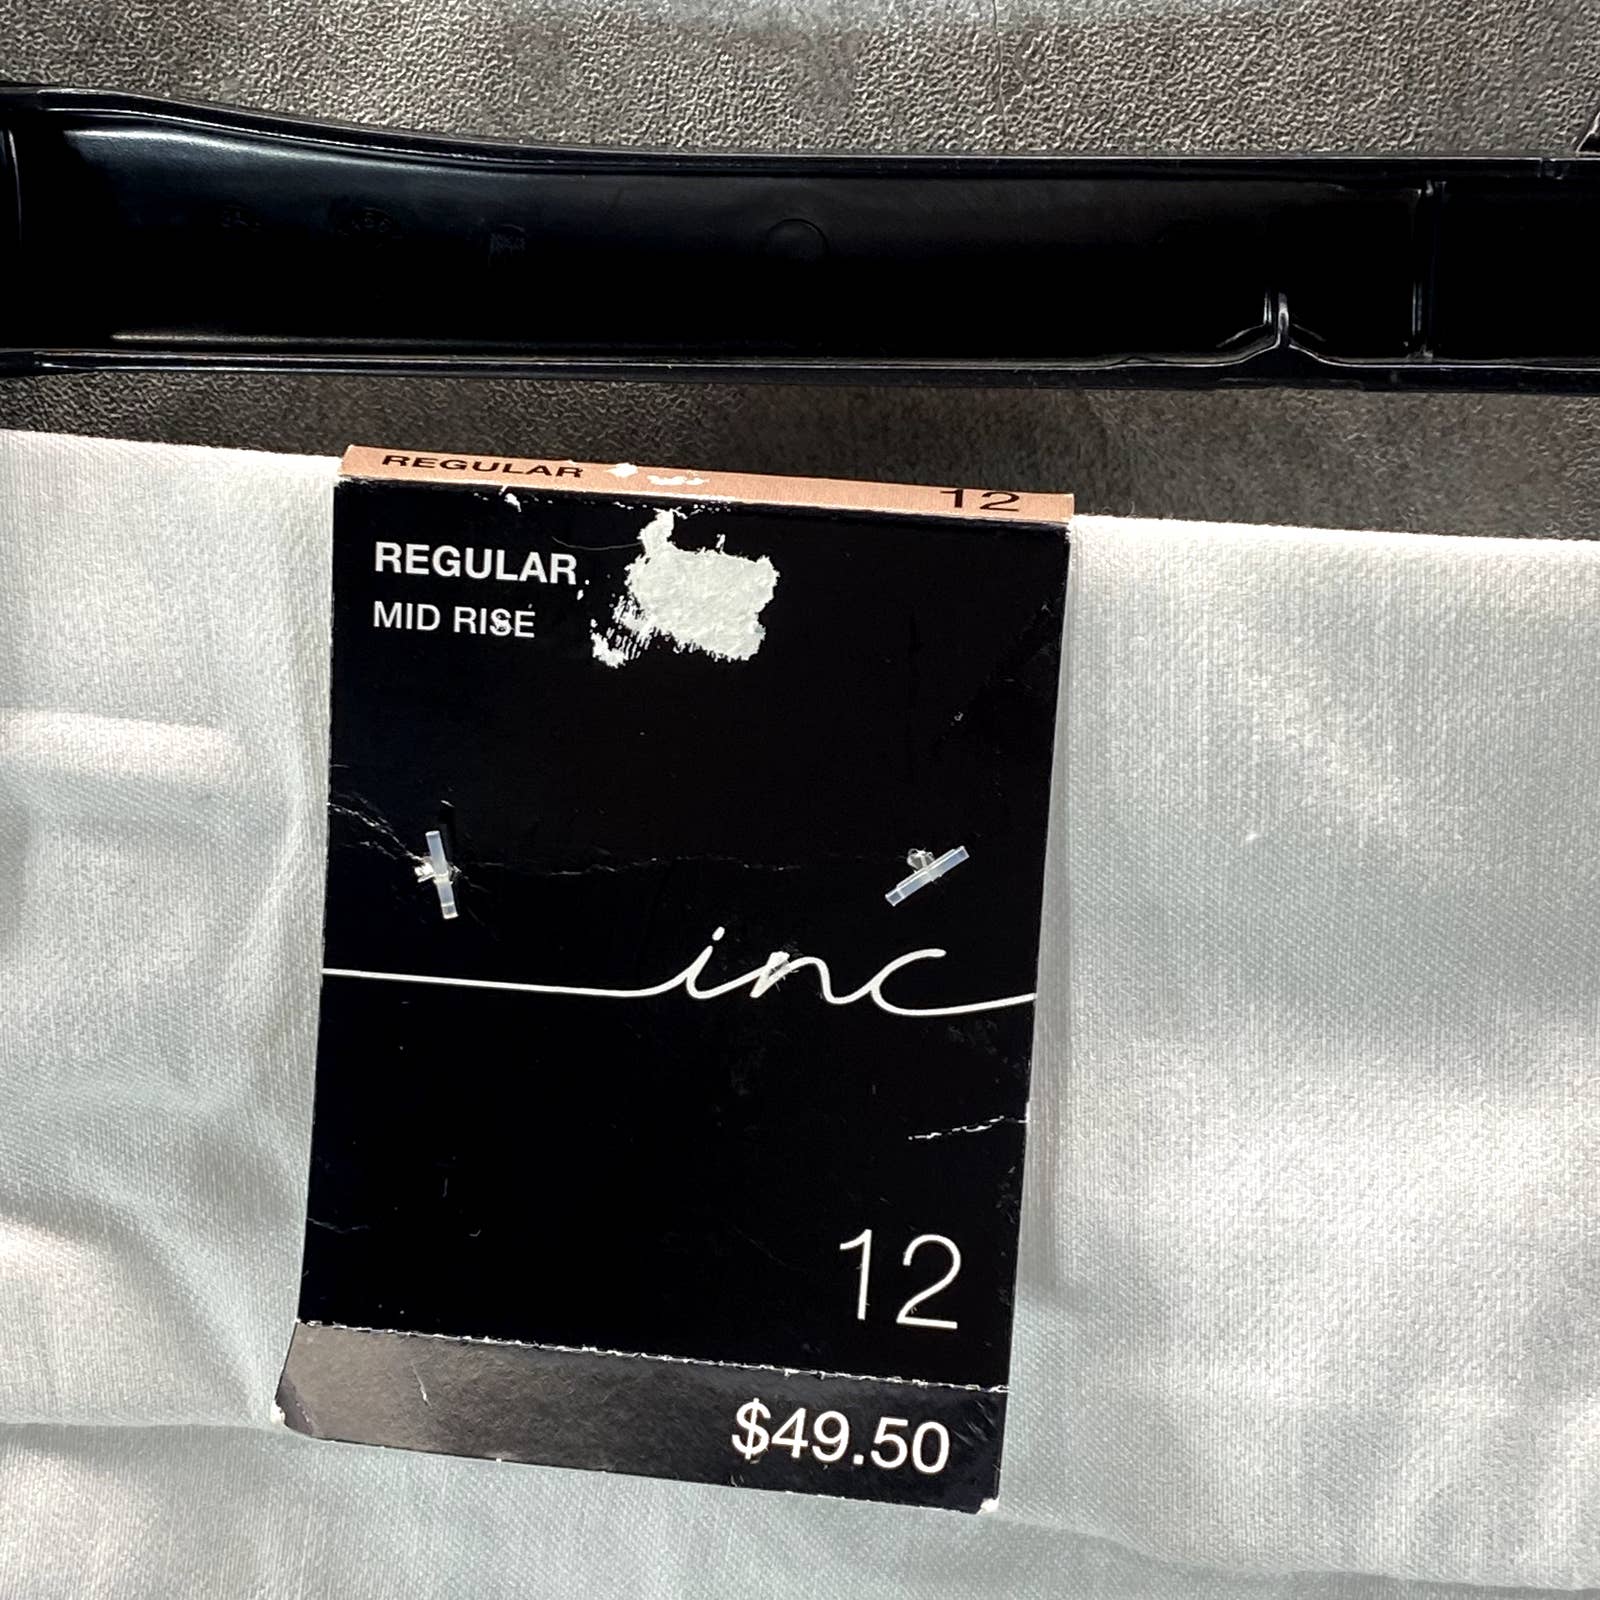 REGULAR 12
REGULAR
MID RISE
inc
12
$49.50